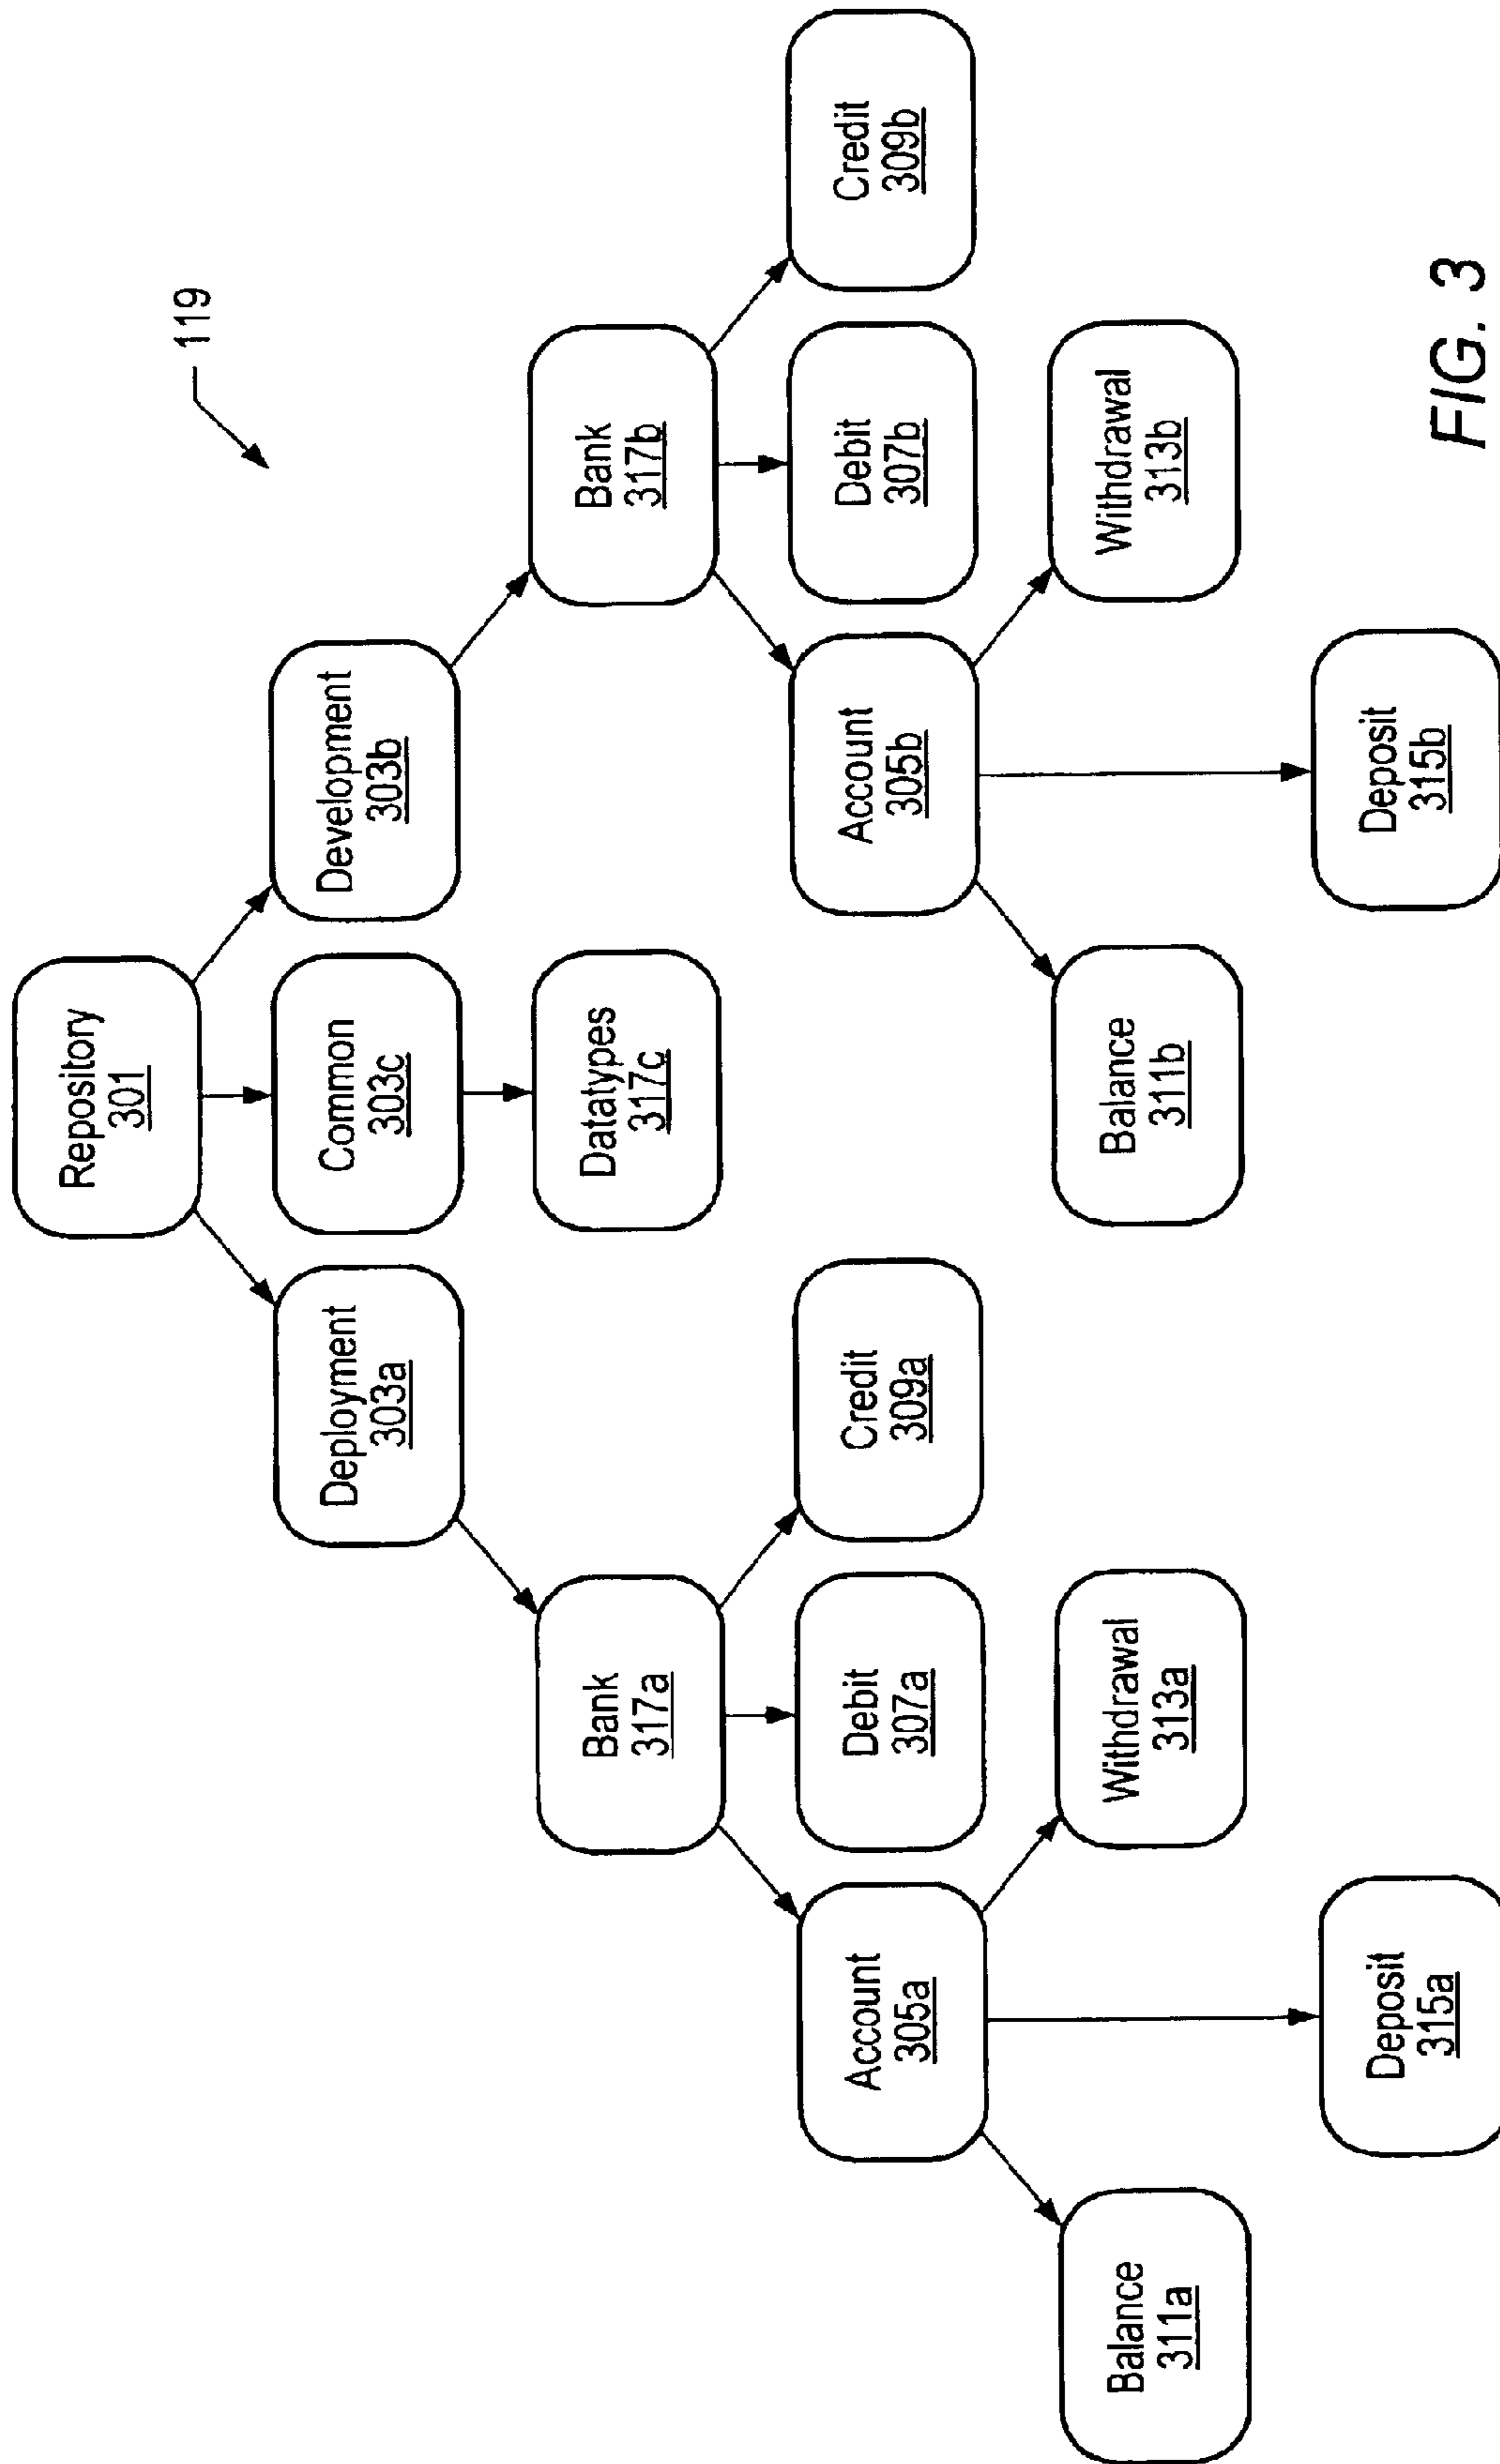 119
Repository
301
Deployment
303a
Common
303c
Development
303b
Bank
317a
Datatypes
317c
Bank
317b
Account
305a
Debit
307a
Credit
309a
Account
305b
Debit
307b
Credit
309b
Balance
311a
Withdrawal
313a
Balance
311b
Withdrawal
313b
Deposit
315a
Deposit
315b
FIG. 3